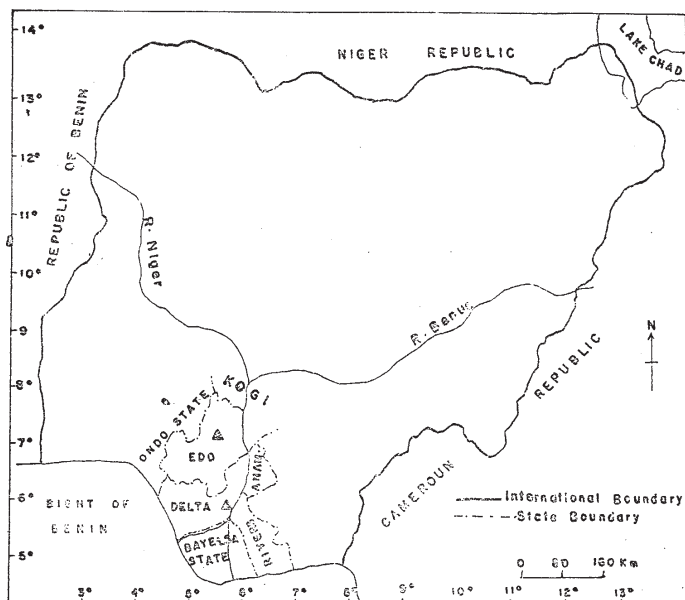 14°
13°
12°
11°
10°
9°
8°
7°
6°
5°
NIGER REPUBLIC
LAKE CHAD
REPUBLIC OF BENIN
R. Niger
R. Benue
N
KOGI
ONDO STATE
EDO
DELTA
BAYELSA
STATE
RIVERS
BIGHT OF
BENIN
CAMEROUN
REPUBLIC
International Boundary
State Boundary
0 80 160 Km
3° 4° 5° 6° 7° 8° 9° 10° 11° 12° 13°